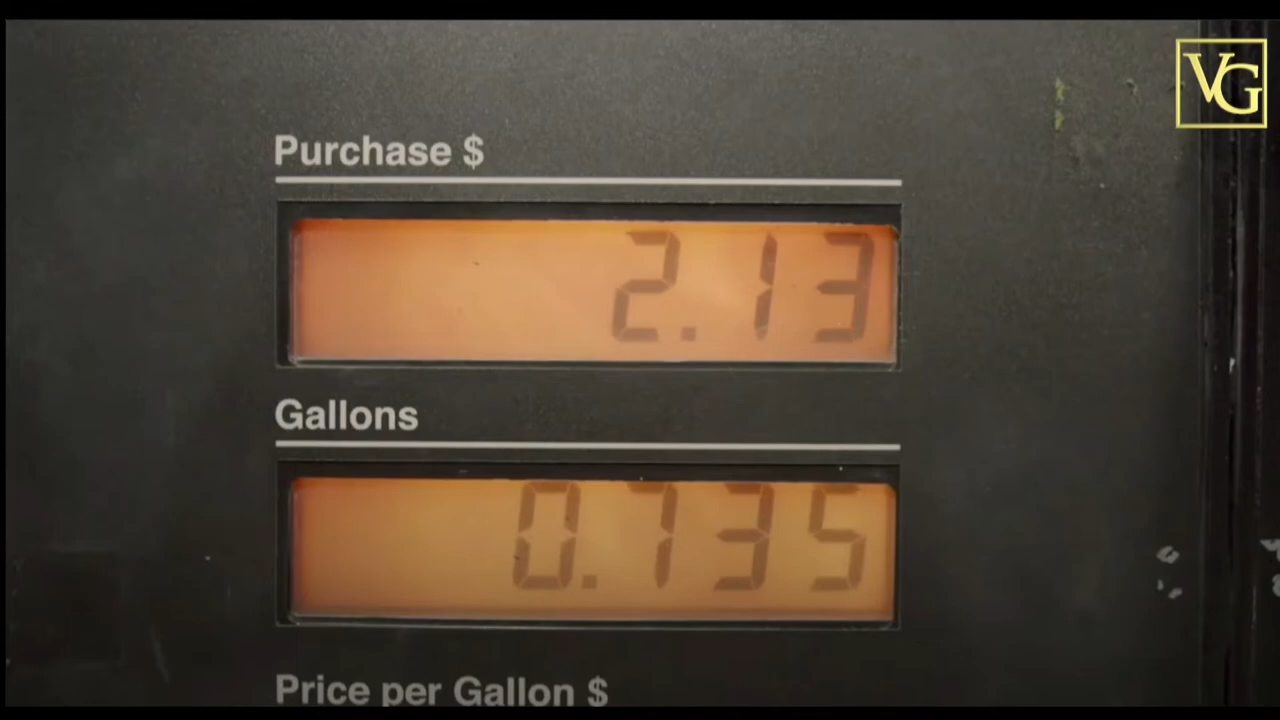 VG
Purchase $
2.13
Gallons
0.735
Price per Gallon $